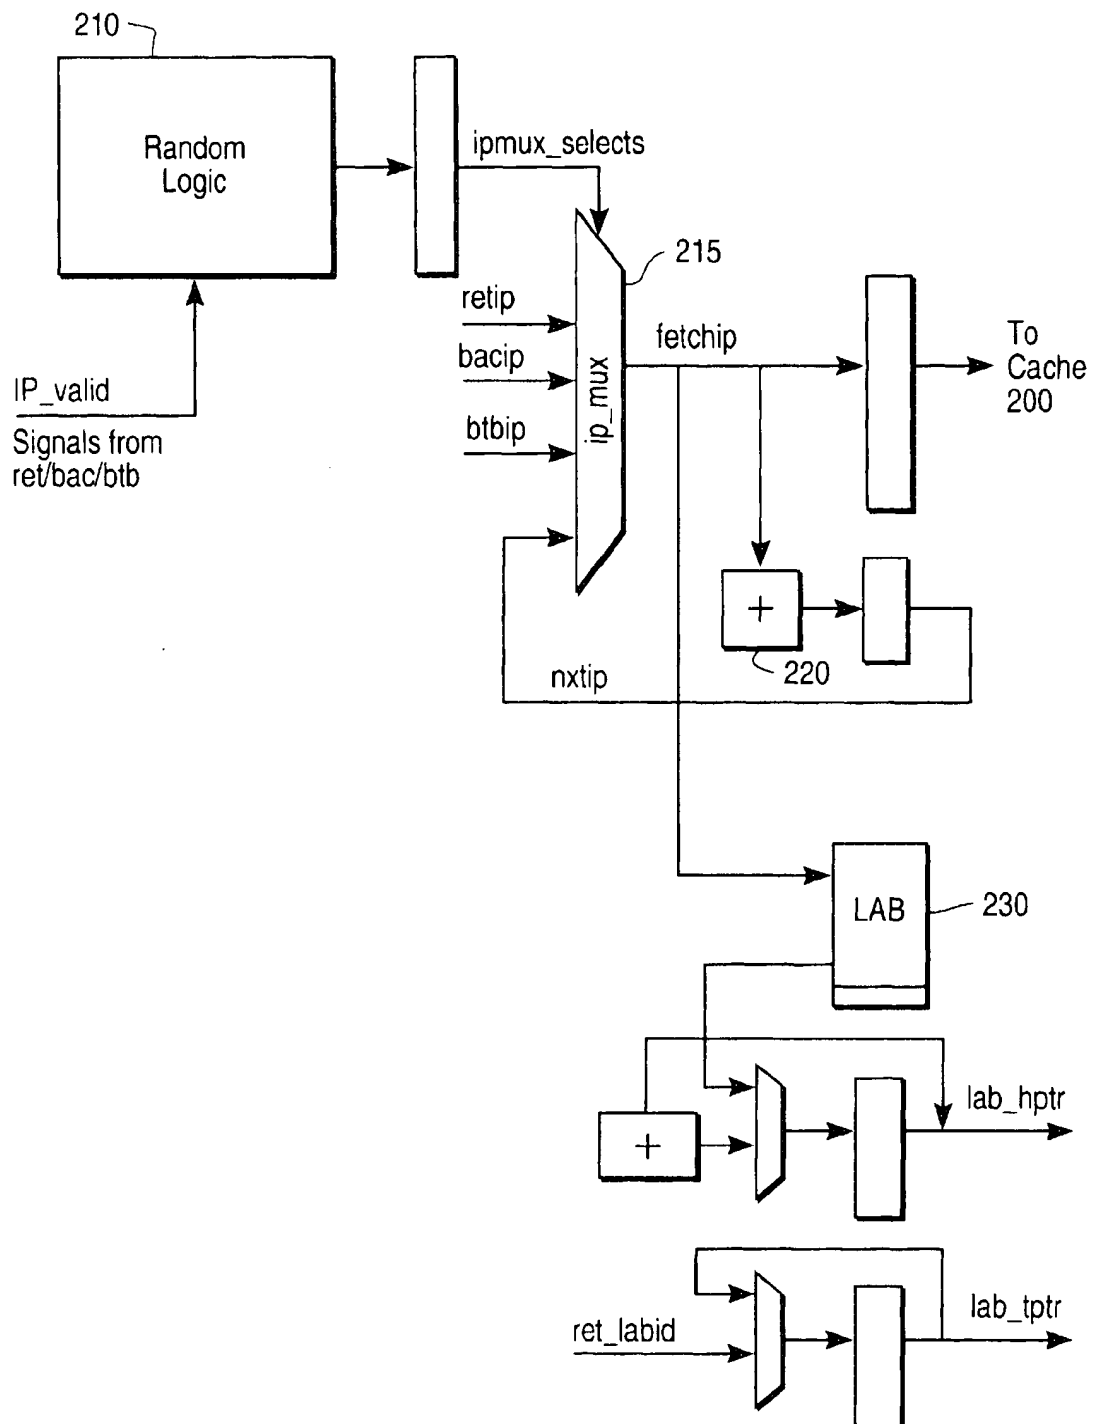 210
Random
Logic
ipmux_selects
215
retip
bacip
btbip
ip_mux
fetchip
To
Cache
200
IP_valid
Signals from
ret/bac/btb
+
220
nxtip
LAB
230
+
lab_hptr
ret_labid
lab_tptr